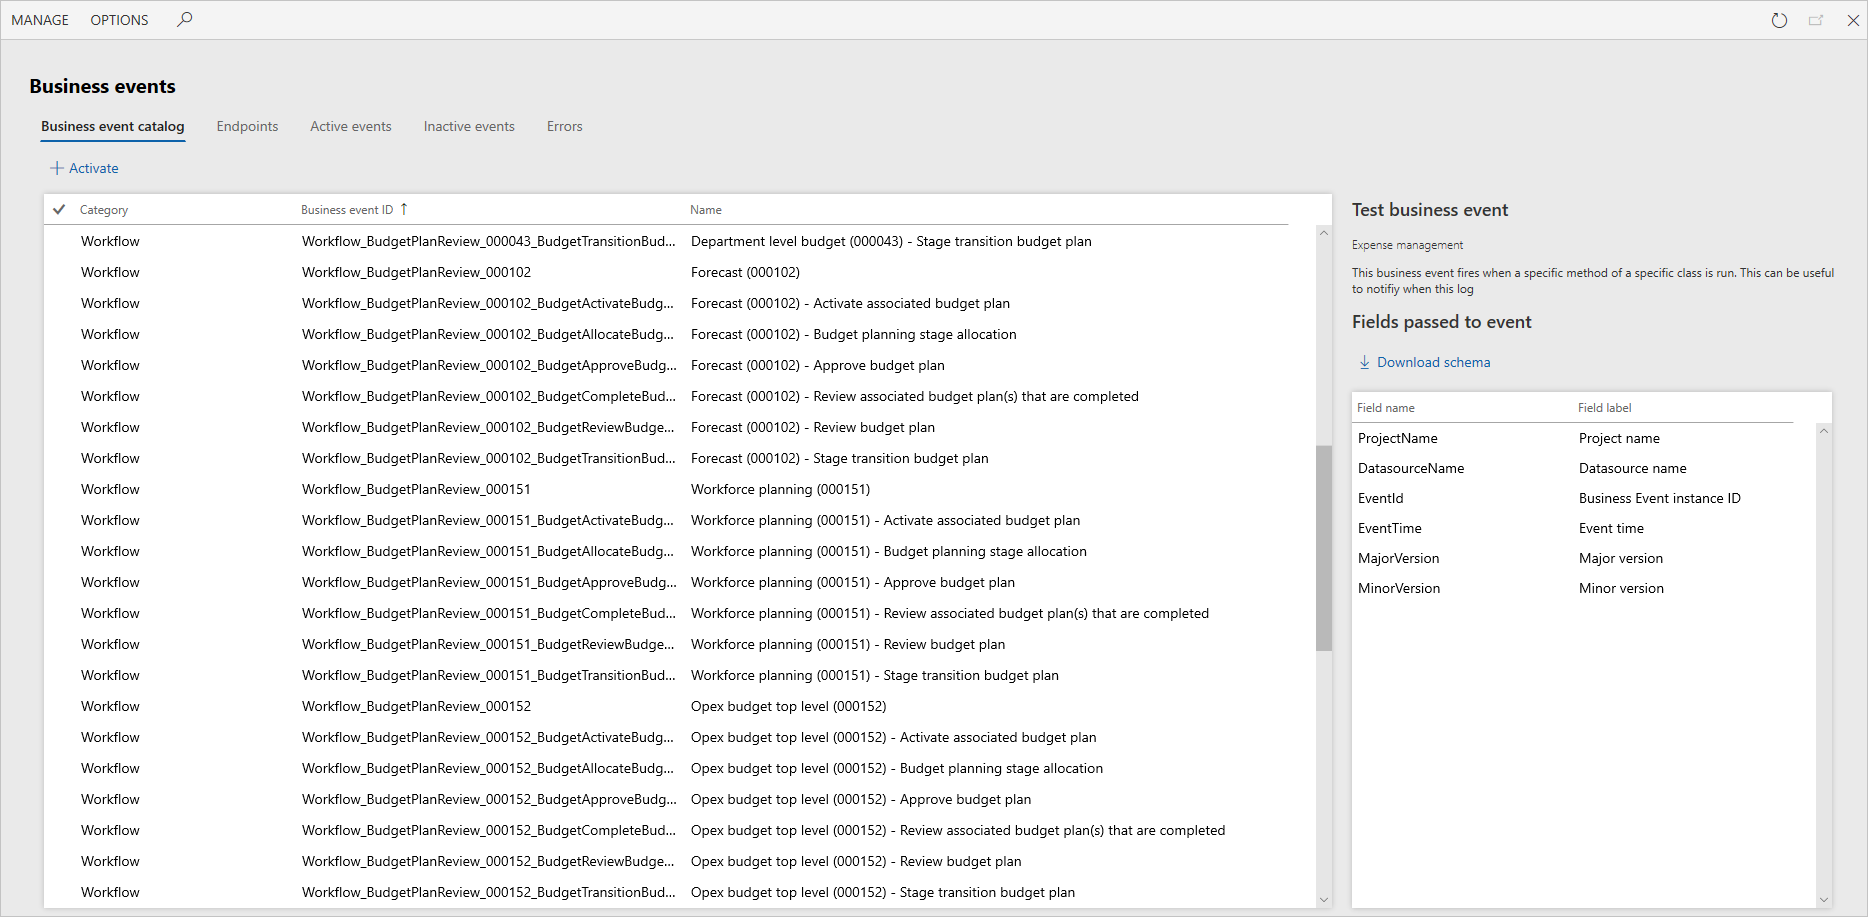 MANAGE OPTIONS
Business events
Business event catalog Endpoints Active events Inactive events Errors
Activate
Category Business event ID ↑ Name
Workflow Workflow_BudgetPlanReview_000043_BudgetTransitionBud... Department level budget (000043) - Stage transition budget plan
Workflow Workflow_BudgetPlanReview_000102 Forecast (000102)
Workflow Workflow_BudgetPlanReview_000102_BudgetActivateBudg... Forecast (000102) - Activate associated budget plan
Workflow Workflow_BudgetPlanReview_000102_BudgetAllocateBudg... Forecast (000102) - Budget planning stage allocation
Workflow Workflow_BudgetPlanReview_000102_BudgetApproveBudg... Forecast (000102) - Approve budget plan
Workflow Workflow_BudgetPlanReview_000102_BudgetCompleteBud... Forecast (000102) - Review associated budget plan(s) that are completed
Workflow Workflow_BudgetPlanReview_000102_BudgetReviewBudge... Forecast (000102) - Review budget plan
Workflow Workflow_BudgetPlanReview_000102_BudgetTransitionBud... Forecast (000102) - Stage transition budget plan
Workflow Workflow_BudgetPlanReview_000151 Workforce planning (000151)
Workflow Workflow_BudgetPlanReview_000151_BudgetActivateBudg... Workforce planning (000151) - Activate associated budget plan
Workflow Workflow_BudgetPlanReview_000151_BudgetAllocateBudg... Workforce planning (000151) - Budget planning stage allocation
Workflow Workflow_BudgetPlanReview_000151_BudgetApproveBudg... Workforce planning (000151) - Approve budget plan
Workflow Workflow_BudgetPlanReview_000151_BudgetCompleteBud... Workforce planning (000151) - Review associated budget plan(s) that are completed
Workflow Workflow_BudgetPlanReview_000151_BudgetReviewBudge... Workforce planning (000151) - Review budget plan
Workflow Workflow_BudgetPlanReview_000151_BudgetTransitionBud... Workforce planning (000151) - Stage transition budget plan
Workflow Workflow_BudgetPlanReview_000152 Opex budget top level (000152)
Workflow Workflow_BudgetPlanReview_000152_BudgetActivateBudg... Opex budget top level (000152) - Activate associated budget plan
Workflow Workflow_BudgetPlanReview_000152_BudgetAllocateBudg... Opex budget top level (000152) - Budget planning stage allocation
Workflow Workflow_BudgetPlanReview_000152_BudgetApproveBudg... Opex budget top level (000152) - Approve budget plan
Workflow Workflow_BudgetPlanReview_000152_BudgetCompleteBud... Opex budget top level (000152) - Review associated budget plan(s) that are completed
Workflow Workflow_BudgetPlanReview_000152_BudgetReviewBudge... Opex budget top level (000152) - Review budget plan
Workflow Workflow_BudgetPlanReview_000152_BudgetTransitionBud... Opex budget top level (000152) - Stage transition budget plan
Test business event
Expense management
This business event fires when a specific method of a specific class is run. This can be useful
to notifiy when this log
Fields passed to event
Download schema
Field name Field label
ProjectName Project name
DatasourceName Datasource name
EventId Business Event instance ID
EventTime Event time
MajorVersion Major version
MinorVersion Minor version